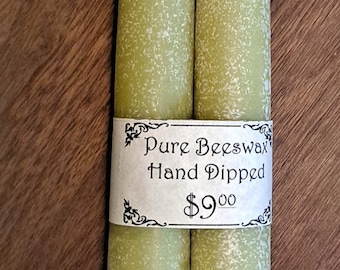 Pure Beeswax
Hand Dipped
$9.00